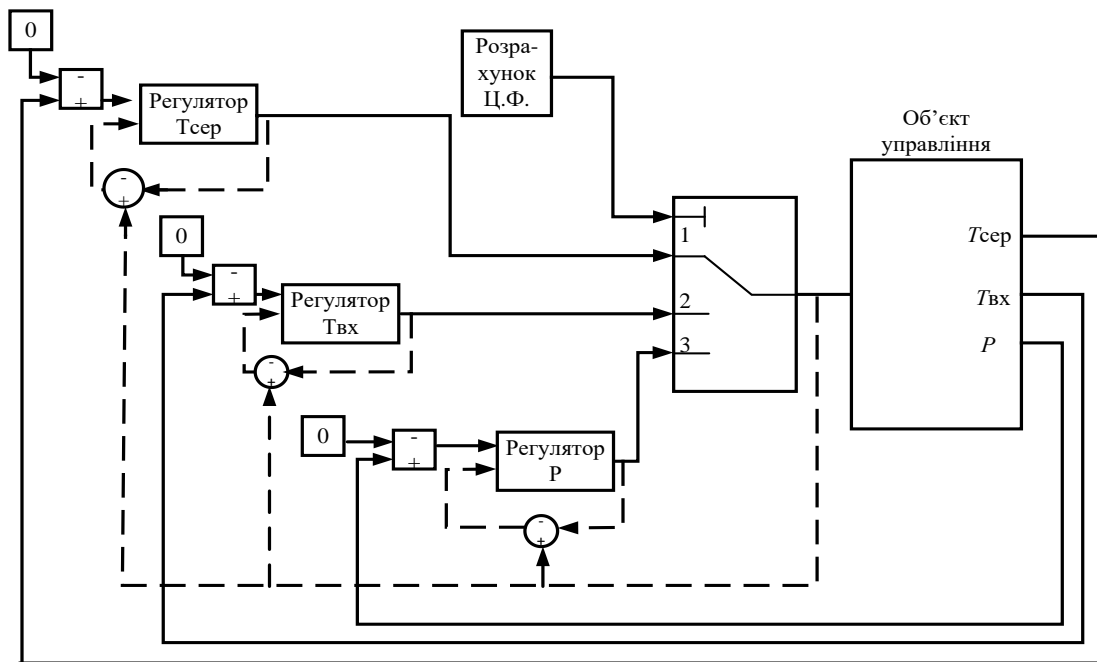 0
-
+
Регулятор
Тсер
-
+
Розра-
хунок
Ц.Ф.
Об’єкт
управління
0
-
+
Регулятор
Твх
-
+
1
2
3
Тсер
Твх
Р
0
-
+
Регулятор
Р
-
+